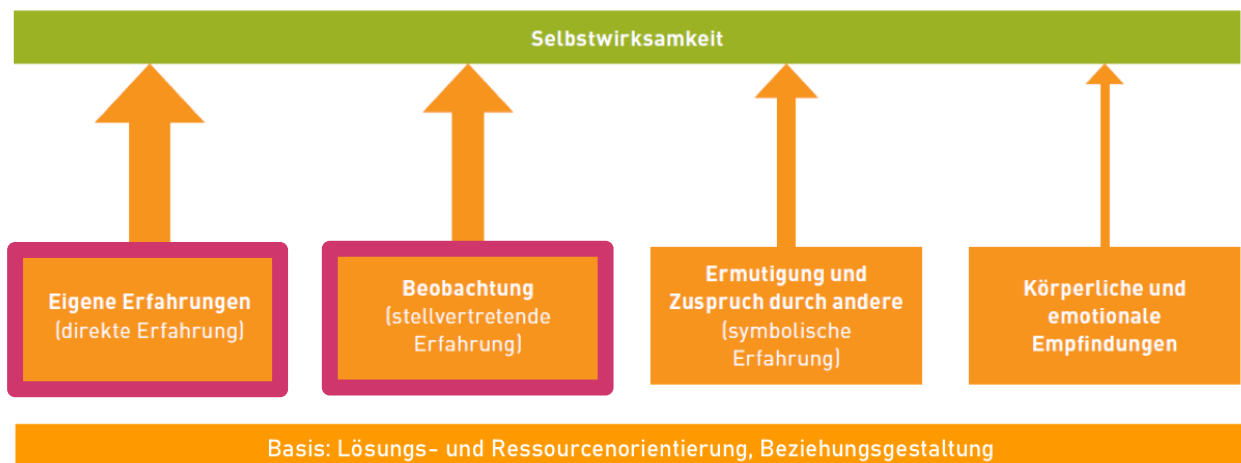 Selbstwirksamkeit
Eigene Erfahrungen
(direkte Erfahrung)
Beobachtung
(stellvertretende
Erfahrung)
Ermutigung und
Zuspruch durch andere
(symbolische
Erfahrung)
Körperliche und
emotionale
Empfindungen
Basis: Lösungs- und Ressourcenorientierung, Beziehungsgestaltung